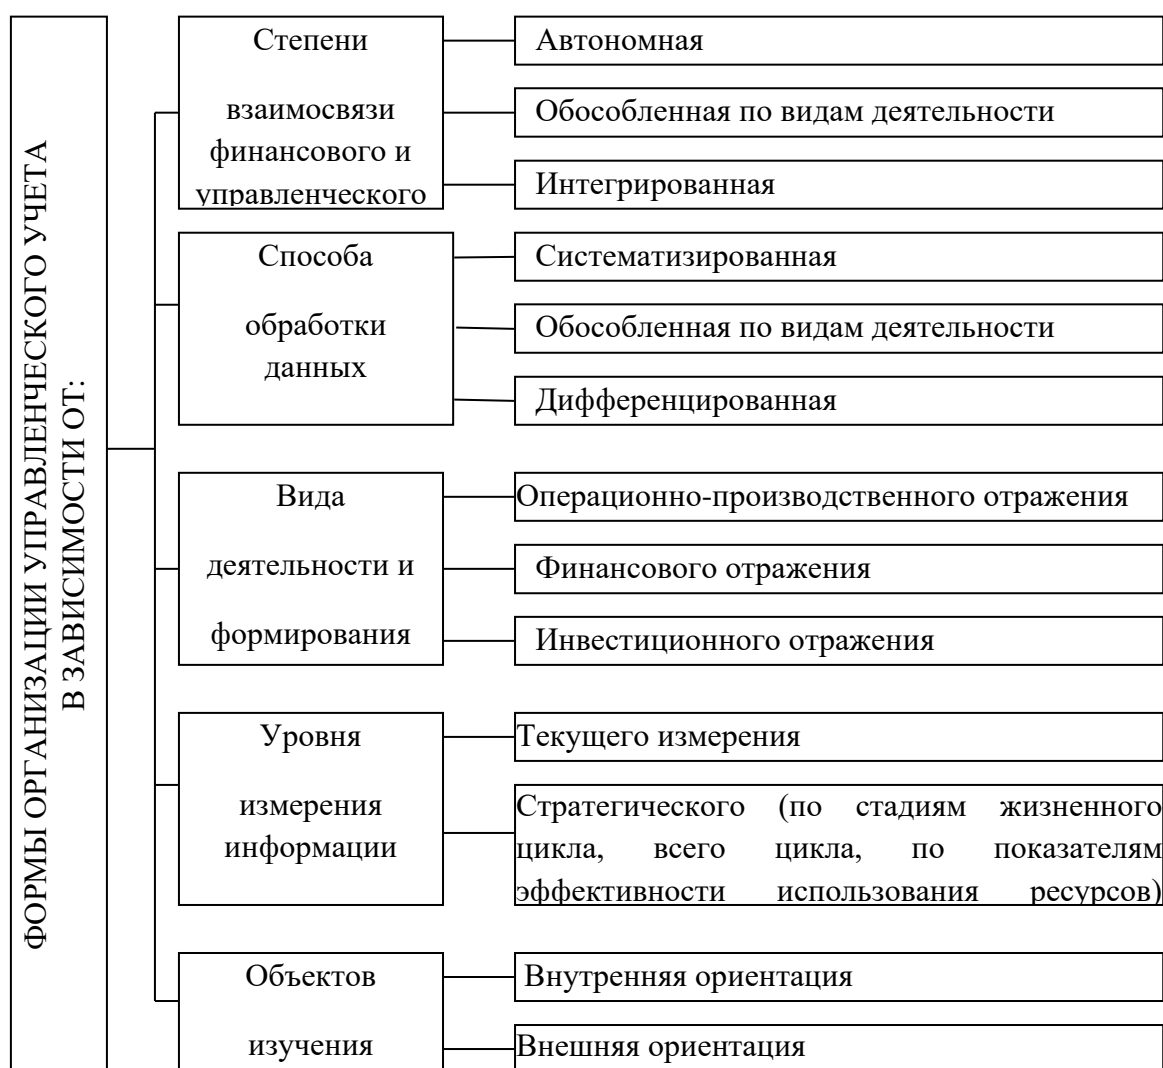 ФОРМЫ ОРГАНИЗАЦИИ УПРАВЛЕНЧЕСКОГО УЧЕТА
В ЗАВИСИМОСТИ ОТ:
Степени
взаимосвязи
финансового и
управленческого
Автономная
Обособленная по видам деятельности
Интегрированная
Способа
обработки
данных
Систематизированная
Обособленная по видам деятельности
Дифференцированная
Вида
деятельности и
формирования
Операционно-производственного отражения
Финансового отражения
Инвестиционного отражения
Уровня
измерения
информации
Текущего измерения
Стратегического (по стадиям жизненного
цикла, всего цикла, по показателям
эффективности использования ресурсов)
Объектов
изучения
Внутренняя ориентация
Внешняя ориентация